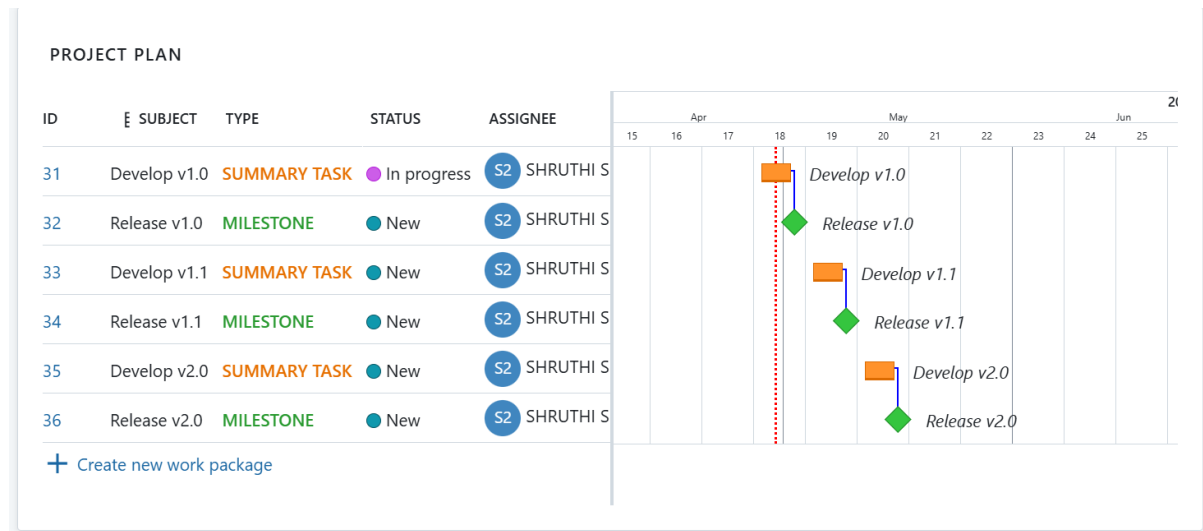 PROJECT PLAN
ID SUBJECT TYPE STATUS ASSIGNEE
20
Apr May Jun
15 16 17 18 19 20 21 22 23 24 25
31 Develop v1.0 SUMMARY TASK In progress S2 SHRUTHI S Develop v1.0
32 Release v1.0 MILESTONE New S2 SHRUTHI S Release v1.0
33 Develop v1.1 SUMMARY TASK New S2 SHRUTHI S Develop v1.1
34 Release v1.1 MILESTONE New S2 SHRUTHI S Release v1.1
35 Develop v2.0 SUMMARY TASK New S2 SHRUTHI S Develop v2.0
36 Release v2.0 MILESTONE New S2 SHRUTHI S Release v2.0
+ Create new work package